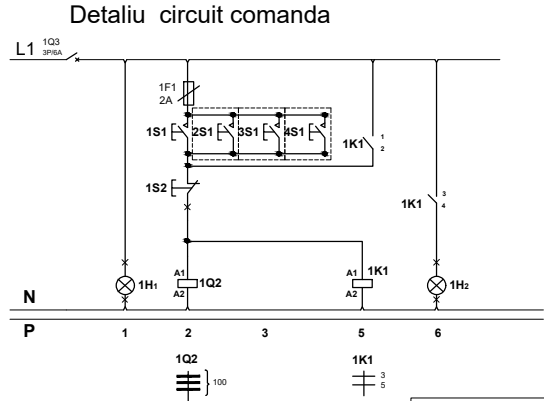 Detaliu circuit comanda
L1 1Q3
3P/6A
1F1
2A
1S1 2S1 3S1 4S1
1K1 1
2
1S2
1K1 3
4
1H1 A1 1Q2 A1 1K1 1H2
A2 A2
N
P 1 2 3 5 6
1Q2 1K1
100 3
5